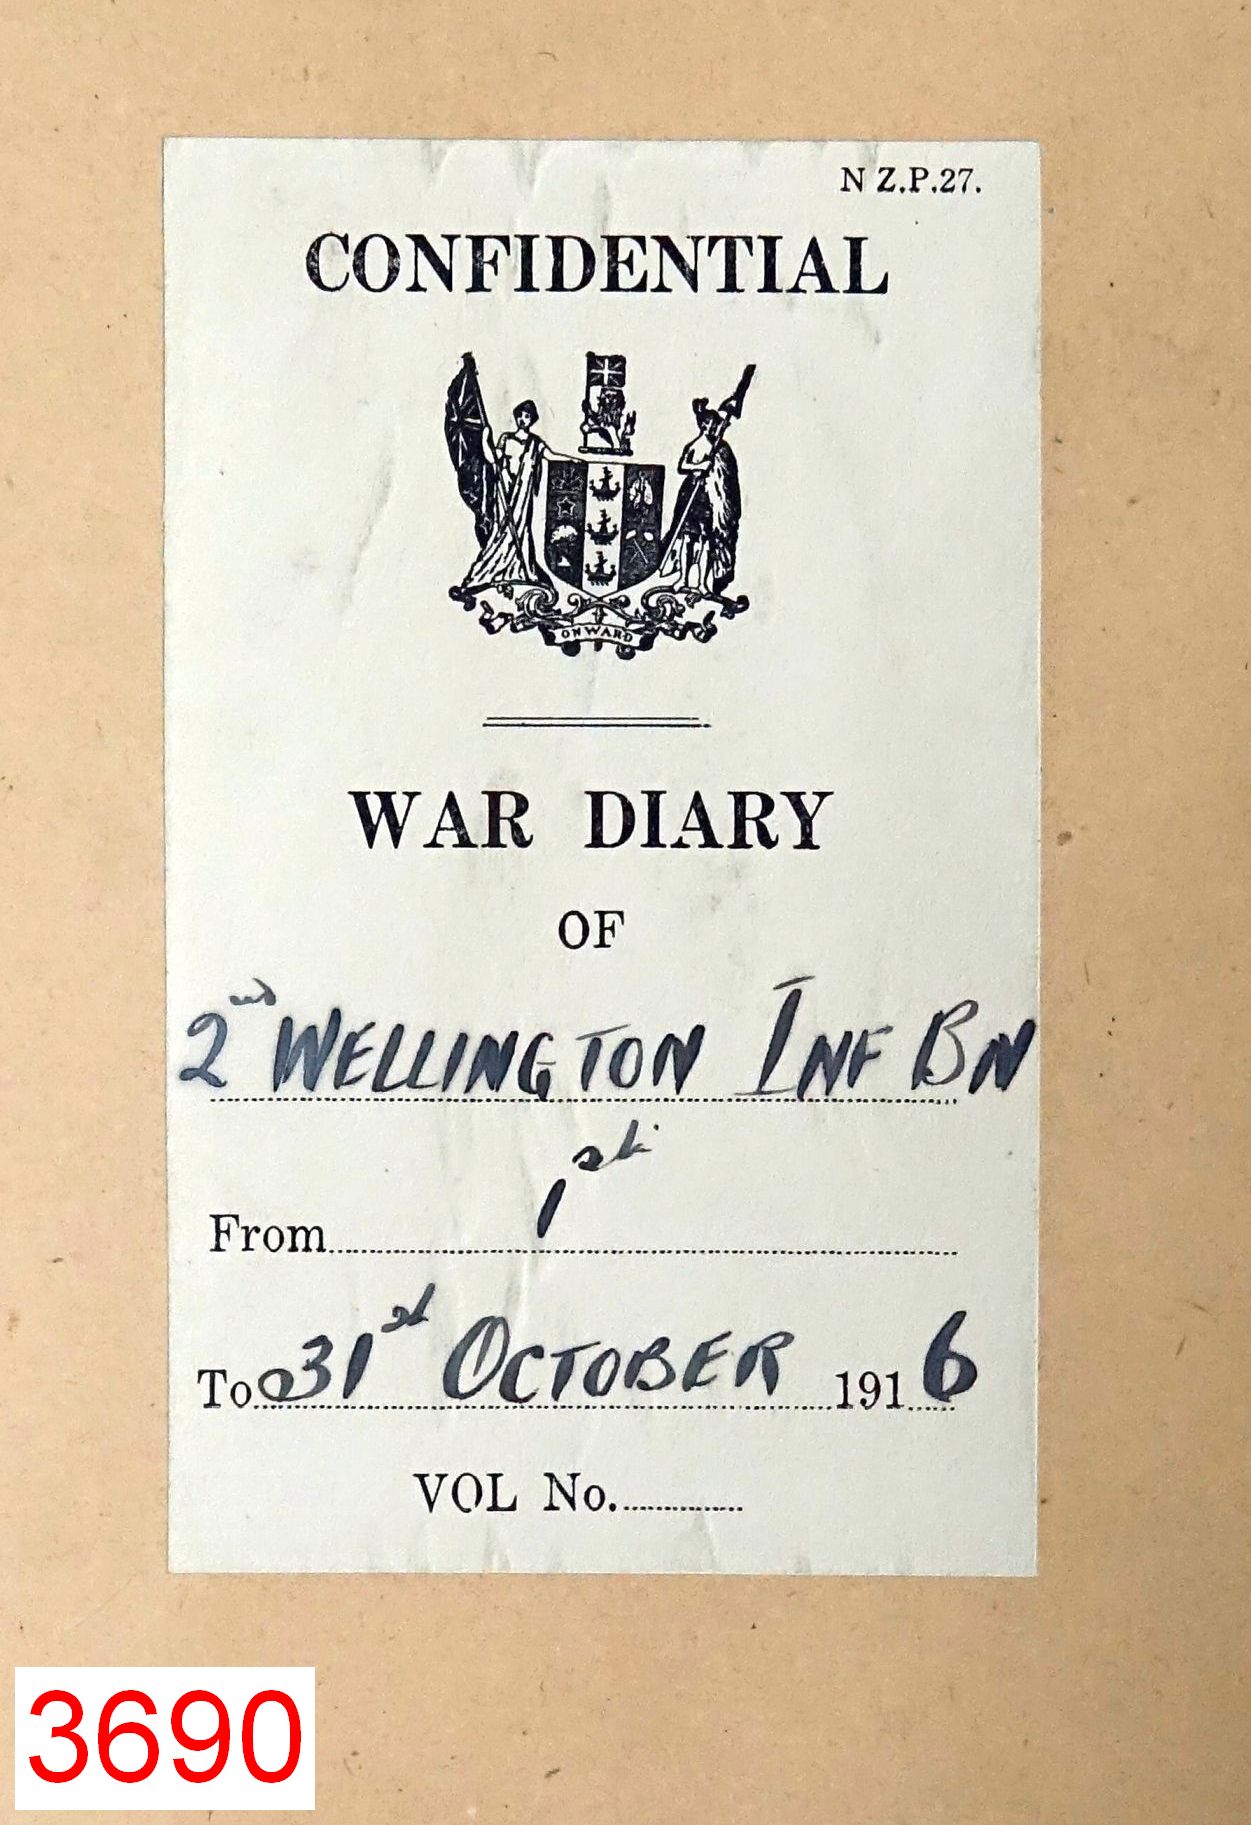 N Z.P.27.
CONFIDENTIAL
ONWARD
WAR DIARY
OF
2nd WELLINGTON INF BN
From 1st
To 31st OCTOBER 1916
VOL No.
3690